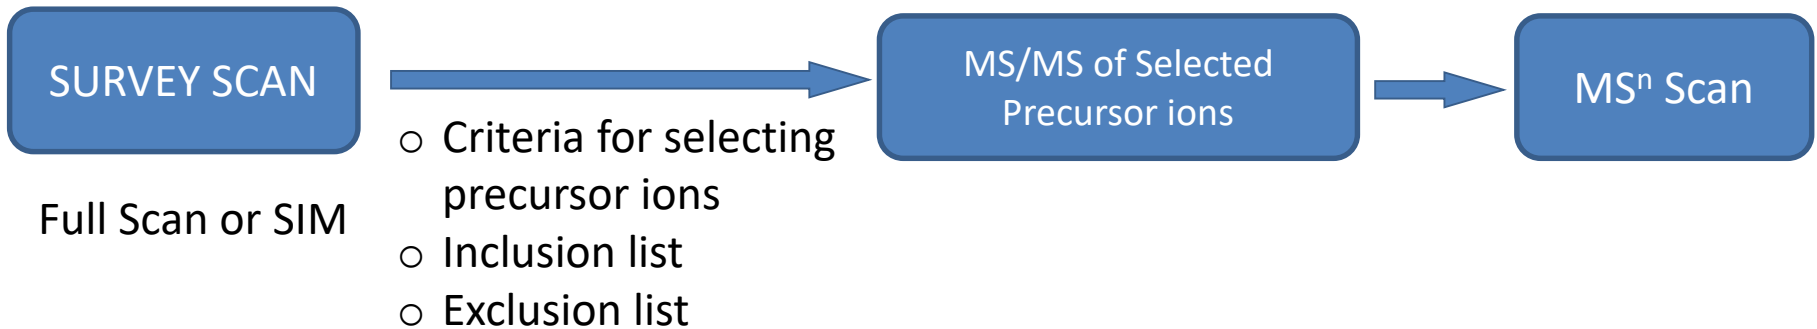 SURVEY SCAN
Full Scan or SIM
○ Criteria for selecting
precursor ions
○ Inclusion list
○ Exclusion list
MS/MS of Selected
Precursor ions
MSⁿ Scan